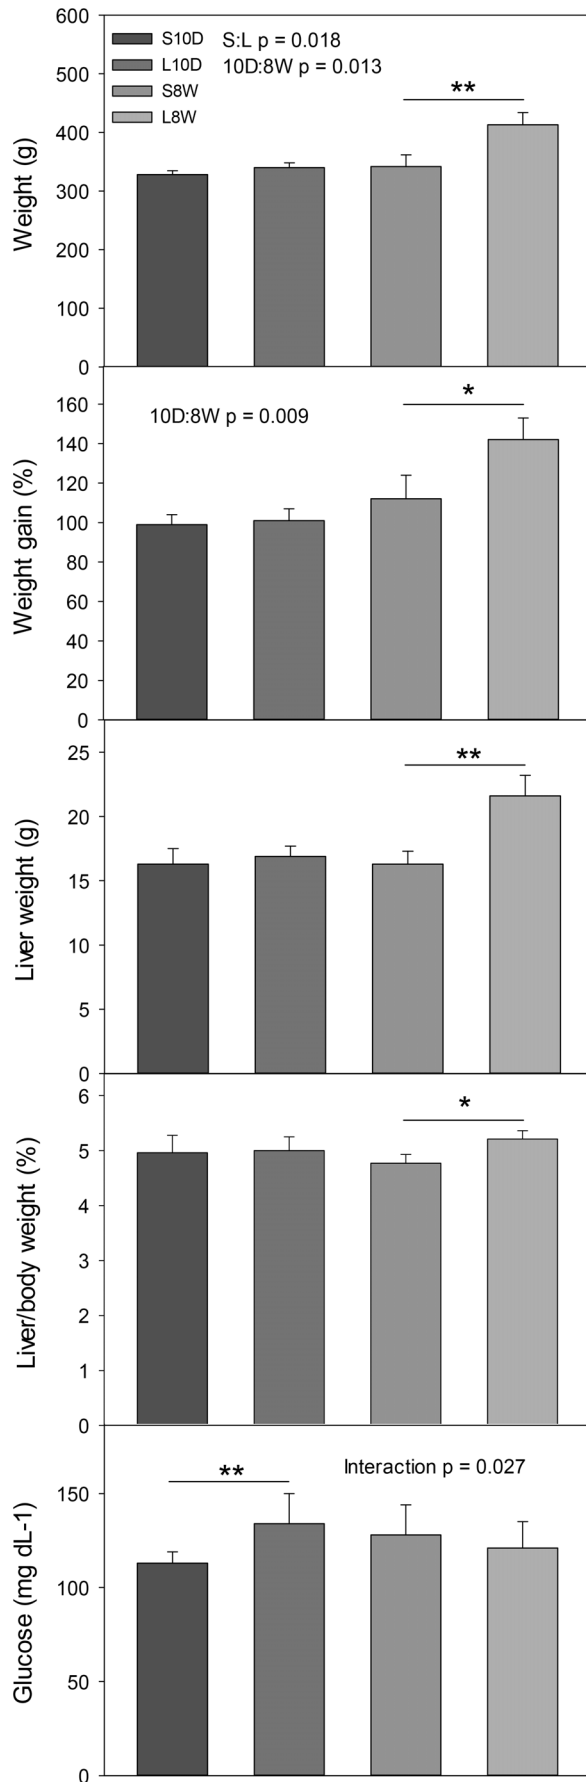 600
500
400
300
200
100
0
Weight (g)
S10D
L10D
S8W
L8W
S:L p = 0.018
10D:8W p = 0.013
**
160
140
120
100
80
60
40
20
0
Weight gain (%)
10D:8W p = 0.009
*
25
20
15
10
5
0
Liver weight (g)
**
6
5
4
3
2
1
0
Liver/body weight (%)
*
150
100
50
0
Glucose (mg dL-1)
**
Interaction p = 0.027